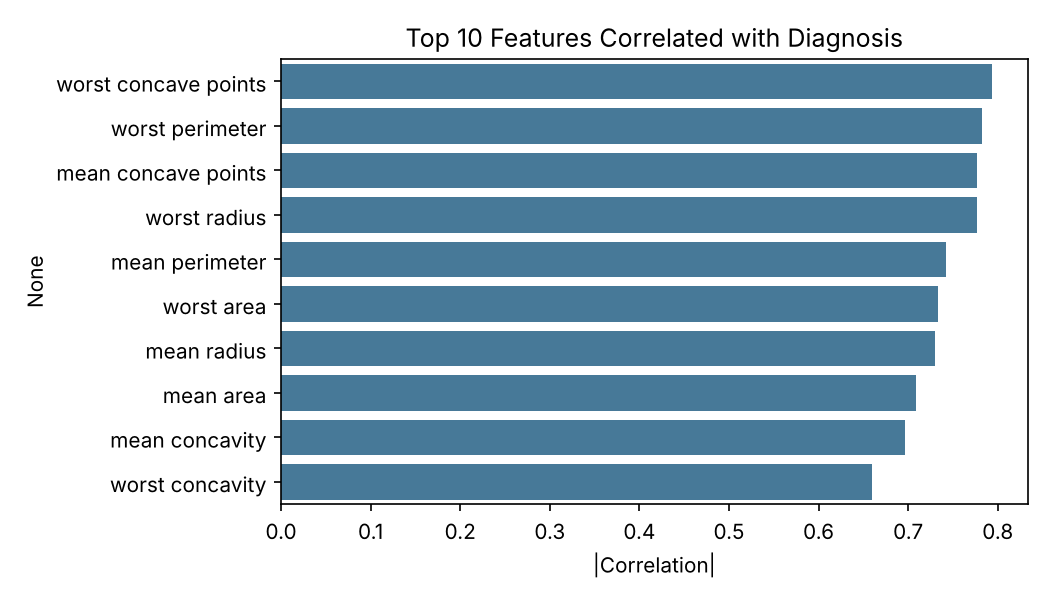 Top 10 Features Correlated with Diagnosis
worst concave points
worst perimeter
mean concave points
worst radius
mean perimeter
worst area
mean radius
mean area
mean concavity
worst concavity
None
0.0 0.1 0.2 0.3 0.4 0.5 0.6 0.7 0.8
|Correlation|